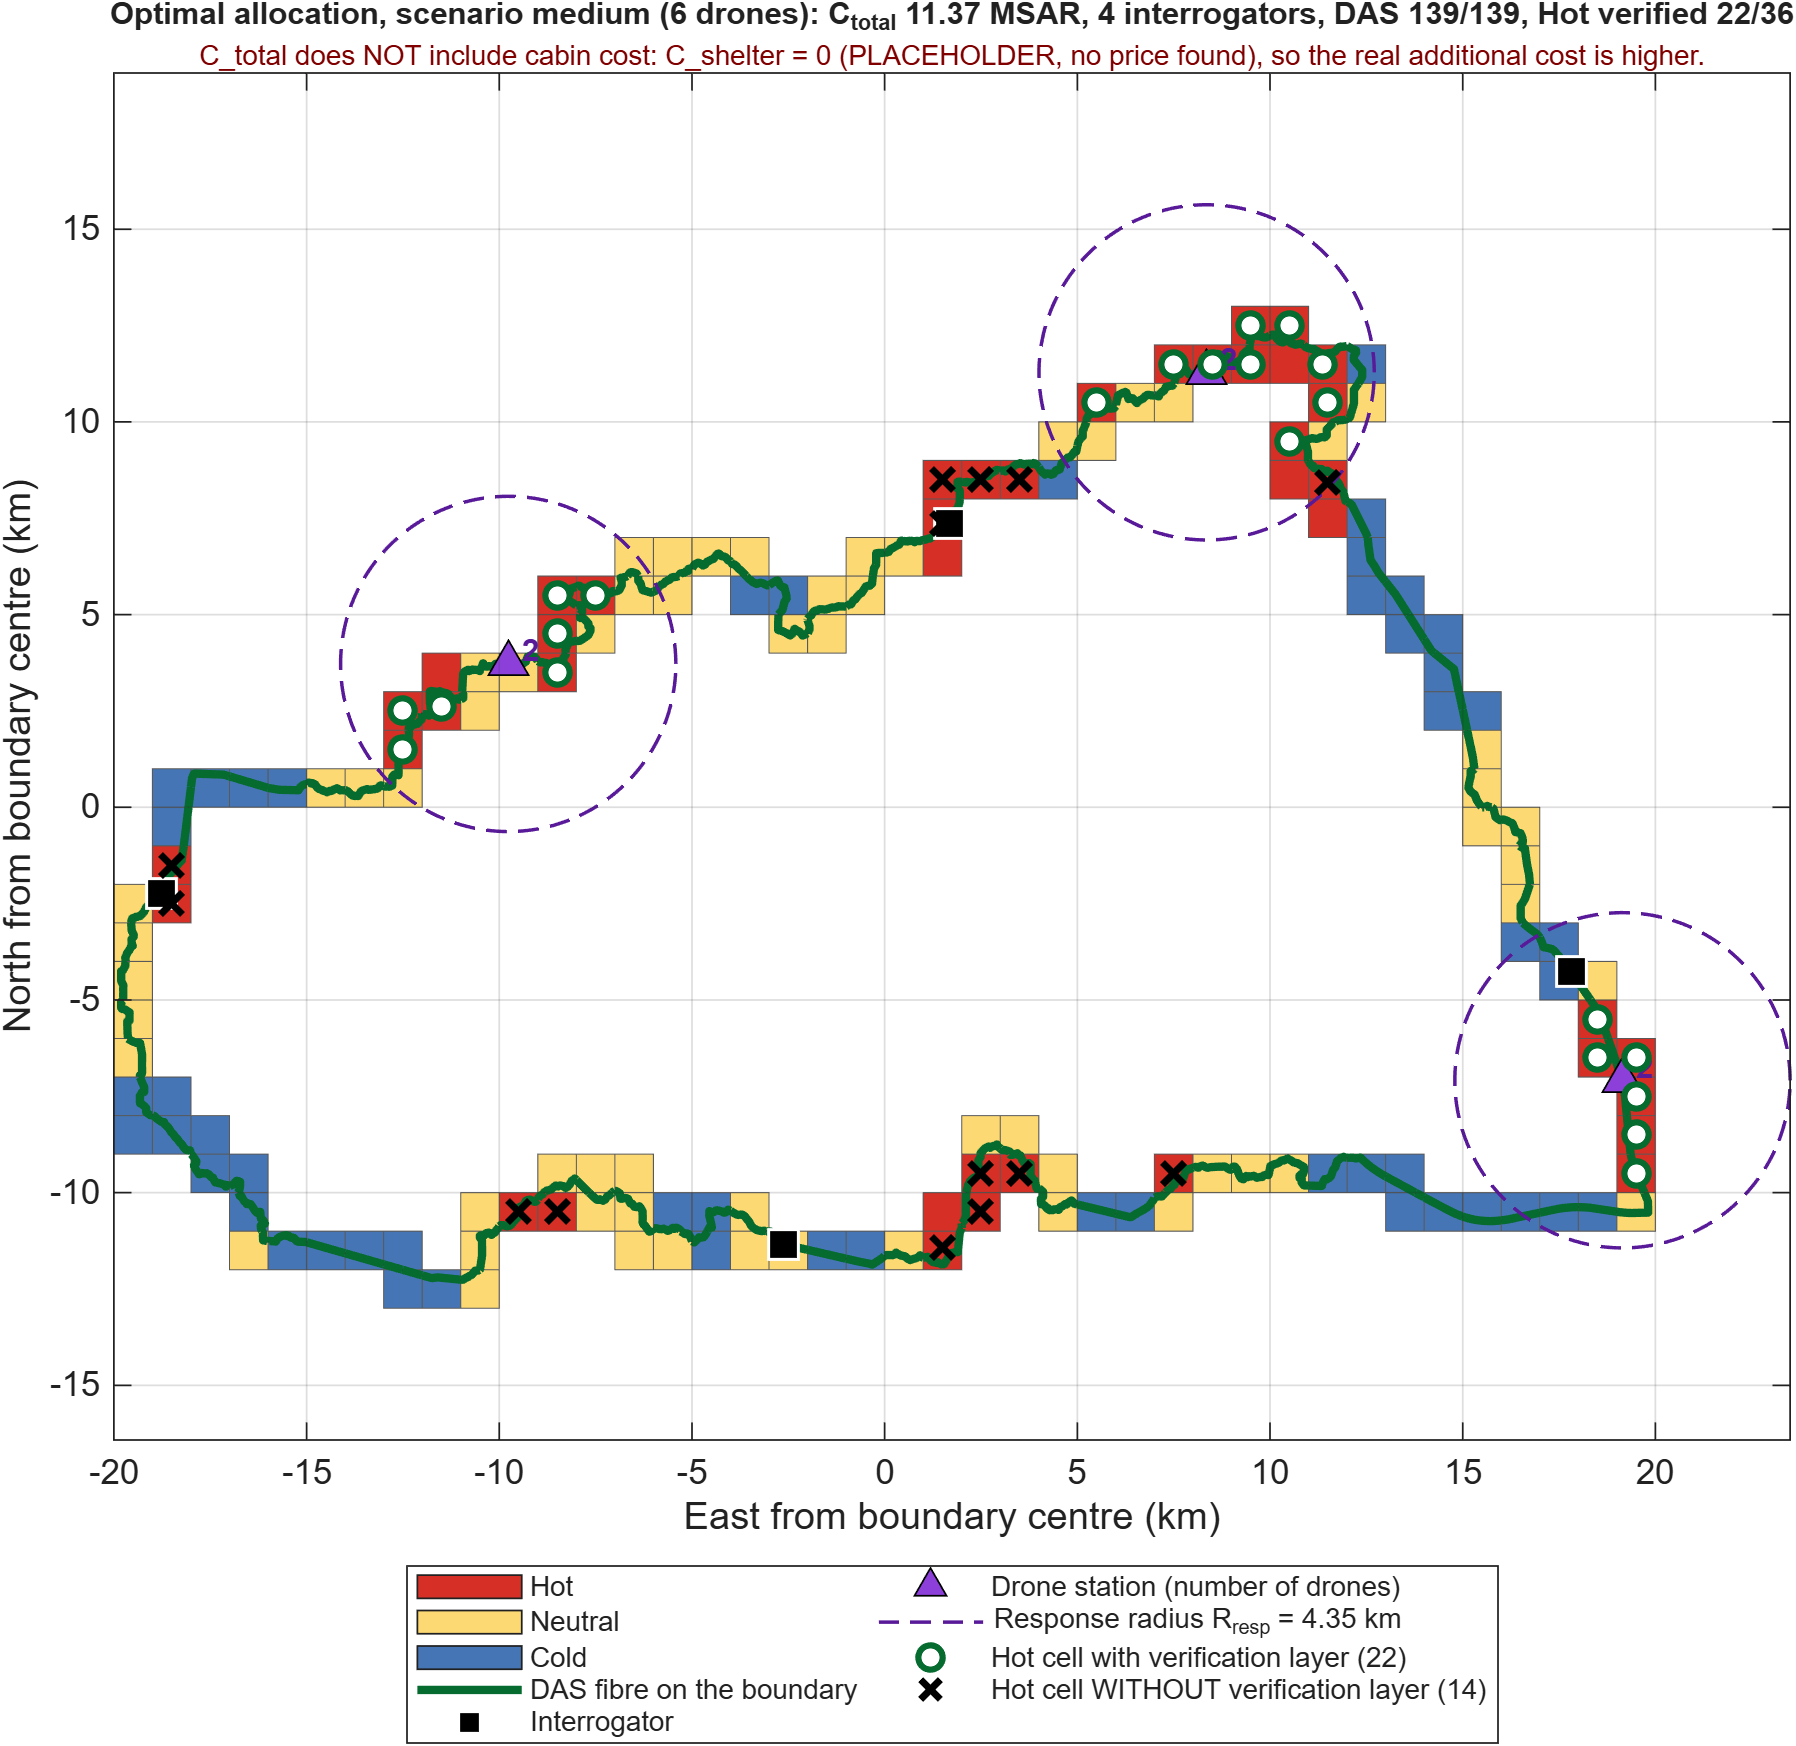 Optimal allocation, scenario medium (6 drones): C_total 11.37 MSAR, 4 interrogators, DAS 139/139, Hot verified 22/36
C_total does NOT include cabin cost: C_shelter = 0 (PLACEHOLDER, no price found), so the real additional cost is higher.
North from boundary centre (km)
15
10
5
0
-5
-10
-15
2
2
-20 -15 -10 -5 0 5 10 15 20
East from boundary centre (km)
Hot
Neutral
Cold
DAS fibre on the boundary
Interrogator
Drone station (number of drones)
Response radius R_resp = 4.35 km
Hot cell with verification layer (22)
Hot cell WITHOUT verification layer (14)